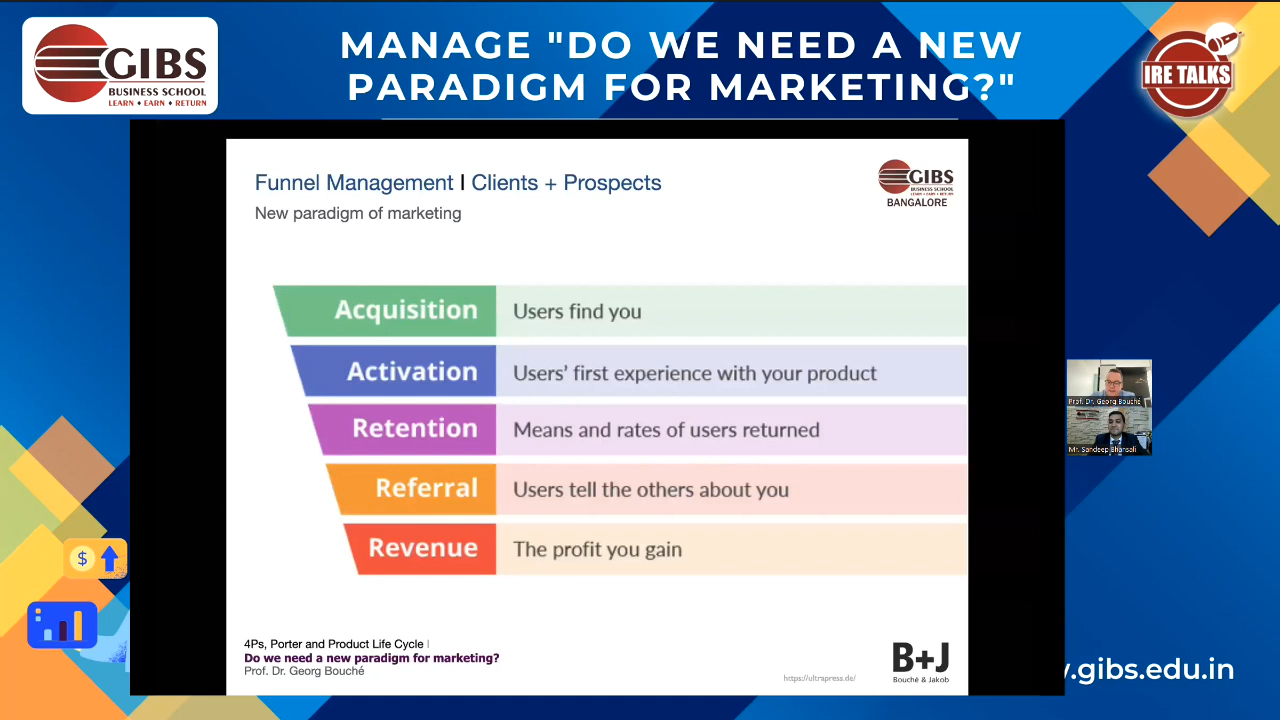 GIBS
BUSINESS SCHOOL
LEARN ♦ EARN ♦ RETURN
MANAGE "DO WE NEED A NEW
PARADIGM FOR MARKETING?"
IRE TALKS
Funnel Management I Clients + Prospects
New paradigm of marketing
GIBS
BUSINESS SCHOOL
LEARN ♦ EARN ♦ RETURN
BANGALORE
Acquisition Users find you
Activation Users’ first experience with your product
Retention Means and rates of users returned
Referral Users tell the others about you
Revenue The profit you gain
Prof. Dr. Georg Bouché
Mr. Sandeep Bhansali
$
4Ps, Porter and Product Life Cycle |
Do we need a new paradigm for marketing?
Prof. Dr. Georg Bouché
https://ultrapress.de/
B+J
Bouché & Jakob
.gibs.edu.in